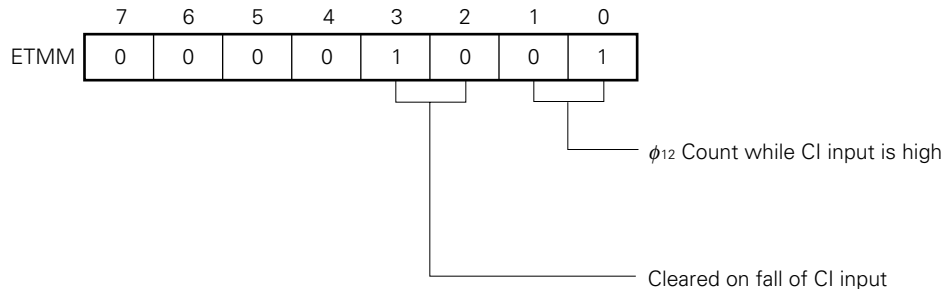 7 6 5 4 3 2 1 0
ETMM 0 0 0 0 1 0 0 1
ϕ12 Count while CI input is high
Cleared on fall of CI input